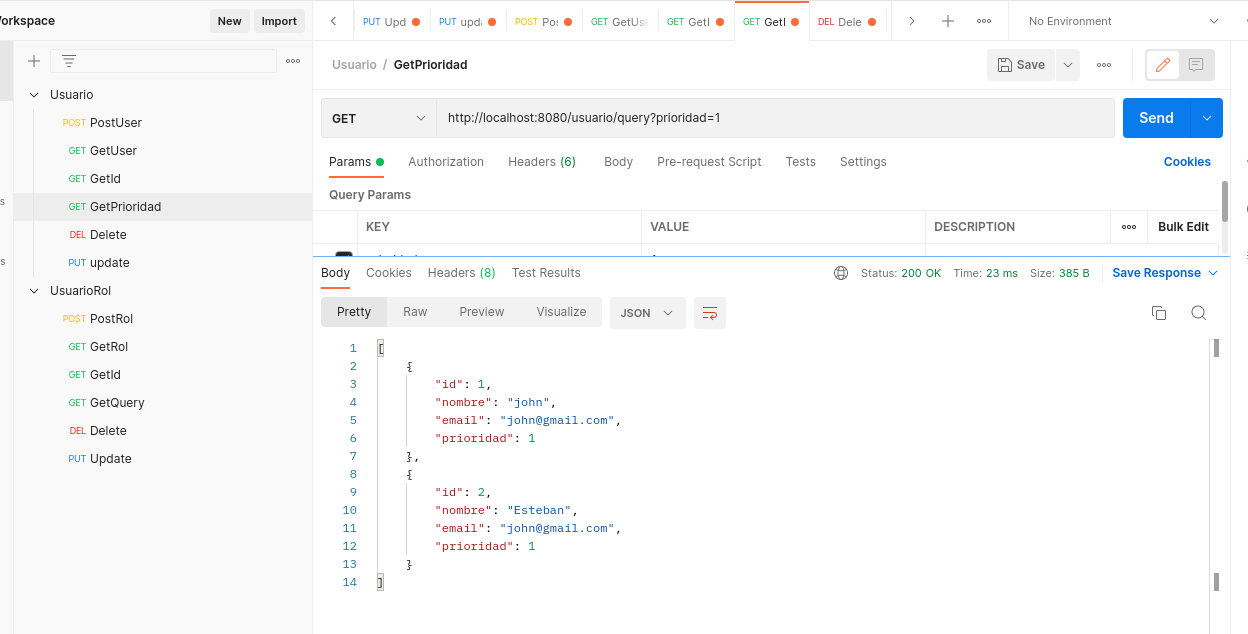 orkspace
New Import
PUT Upd PUT upd POST Pos GET GetUs GET GetI GET GetI DEL Dele No Environment
Usuario / GetPrioridad Save
Usuario
POST PostUser
GET GetUser
GET GetId
GET GetPrioridad
DEL Delete
PUT update
UsuarioRol
POST PostRol
GET GetRol
GET GetId
GET GetQuery
DEL Delete
PUT Update
GET http://localhost:8080/usuario/query?prioridad=1 Send
Params Authorization Headers (6) Body Pre-request Script Tests Settings Cookies
Query Params
KEY VALUE DESCRIPTION Bulk Edit
Body Cookies Headers (8) Test Results Status: 200 OK Time: 23 ms Size: 385 B Save Response
Pretty Raw Preview Visualize JSON
1 [
2 {
3 "id": 1,
4 "nombre": "john",
5 "email": "john@gmail.com",
6 "prioridad": 1
7 },
8 {
9 "id": 2,
10 "nombre": "Esteban",
11 "email": "john@gmail.com",
12 "prioridad": 1
13 }
14 ]